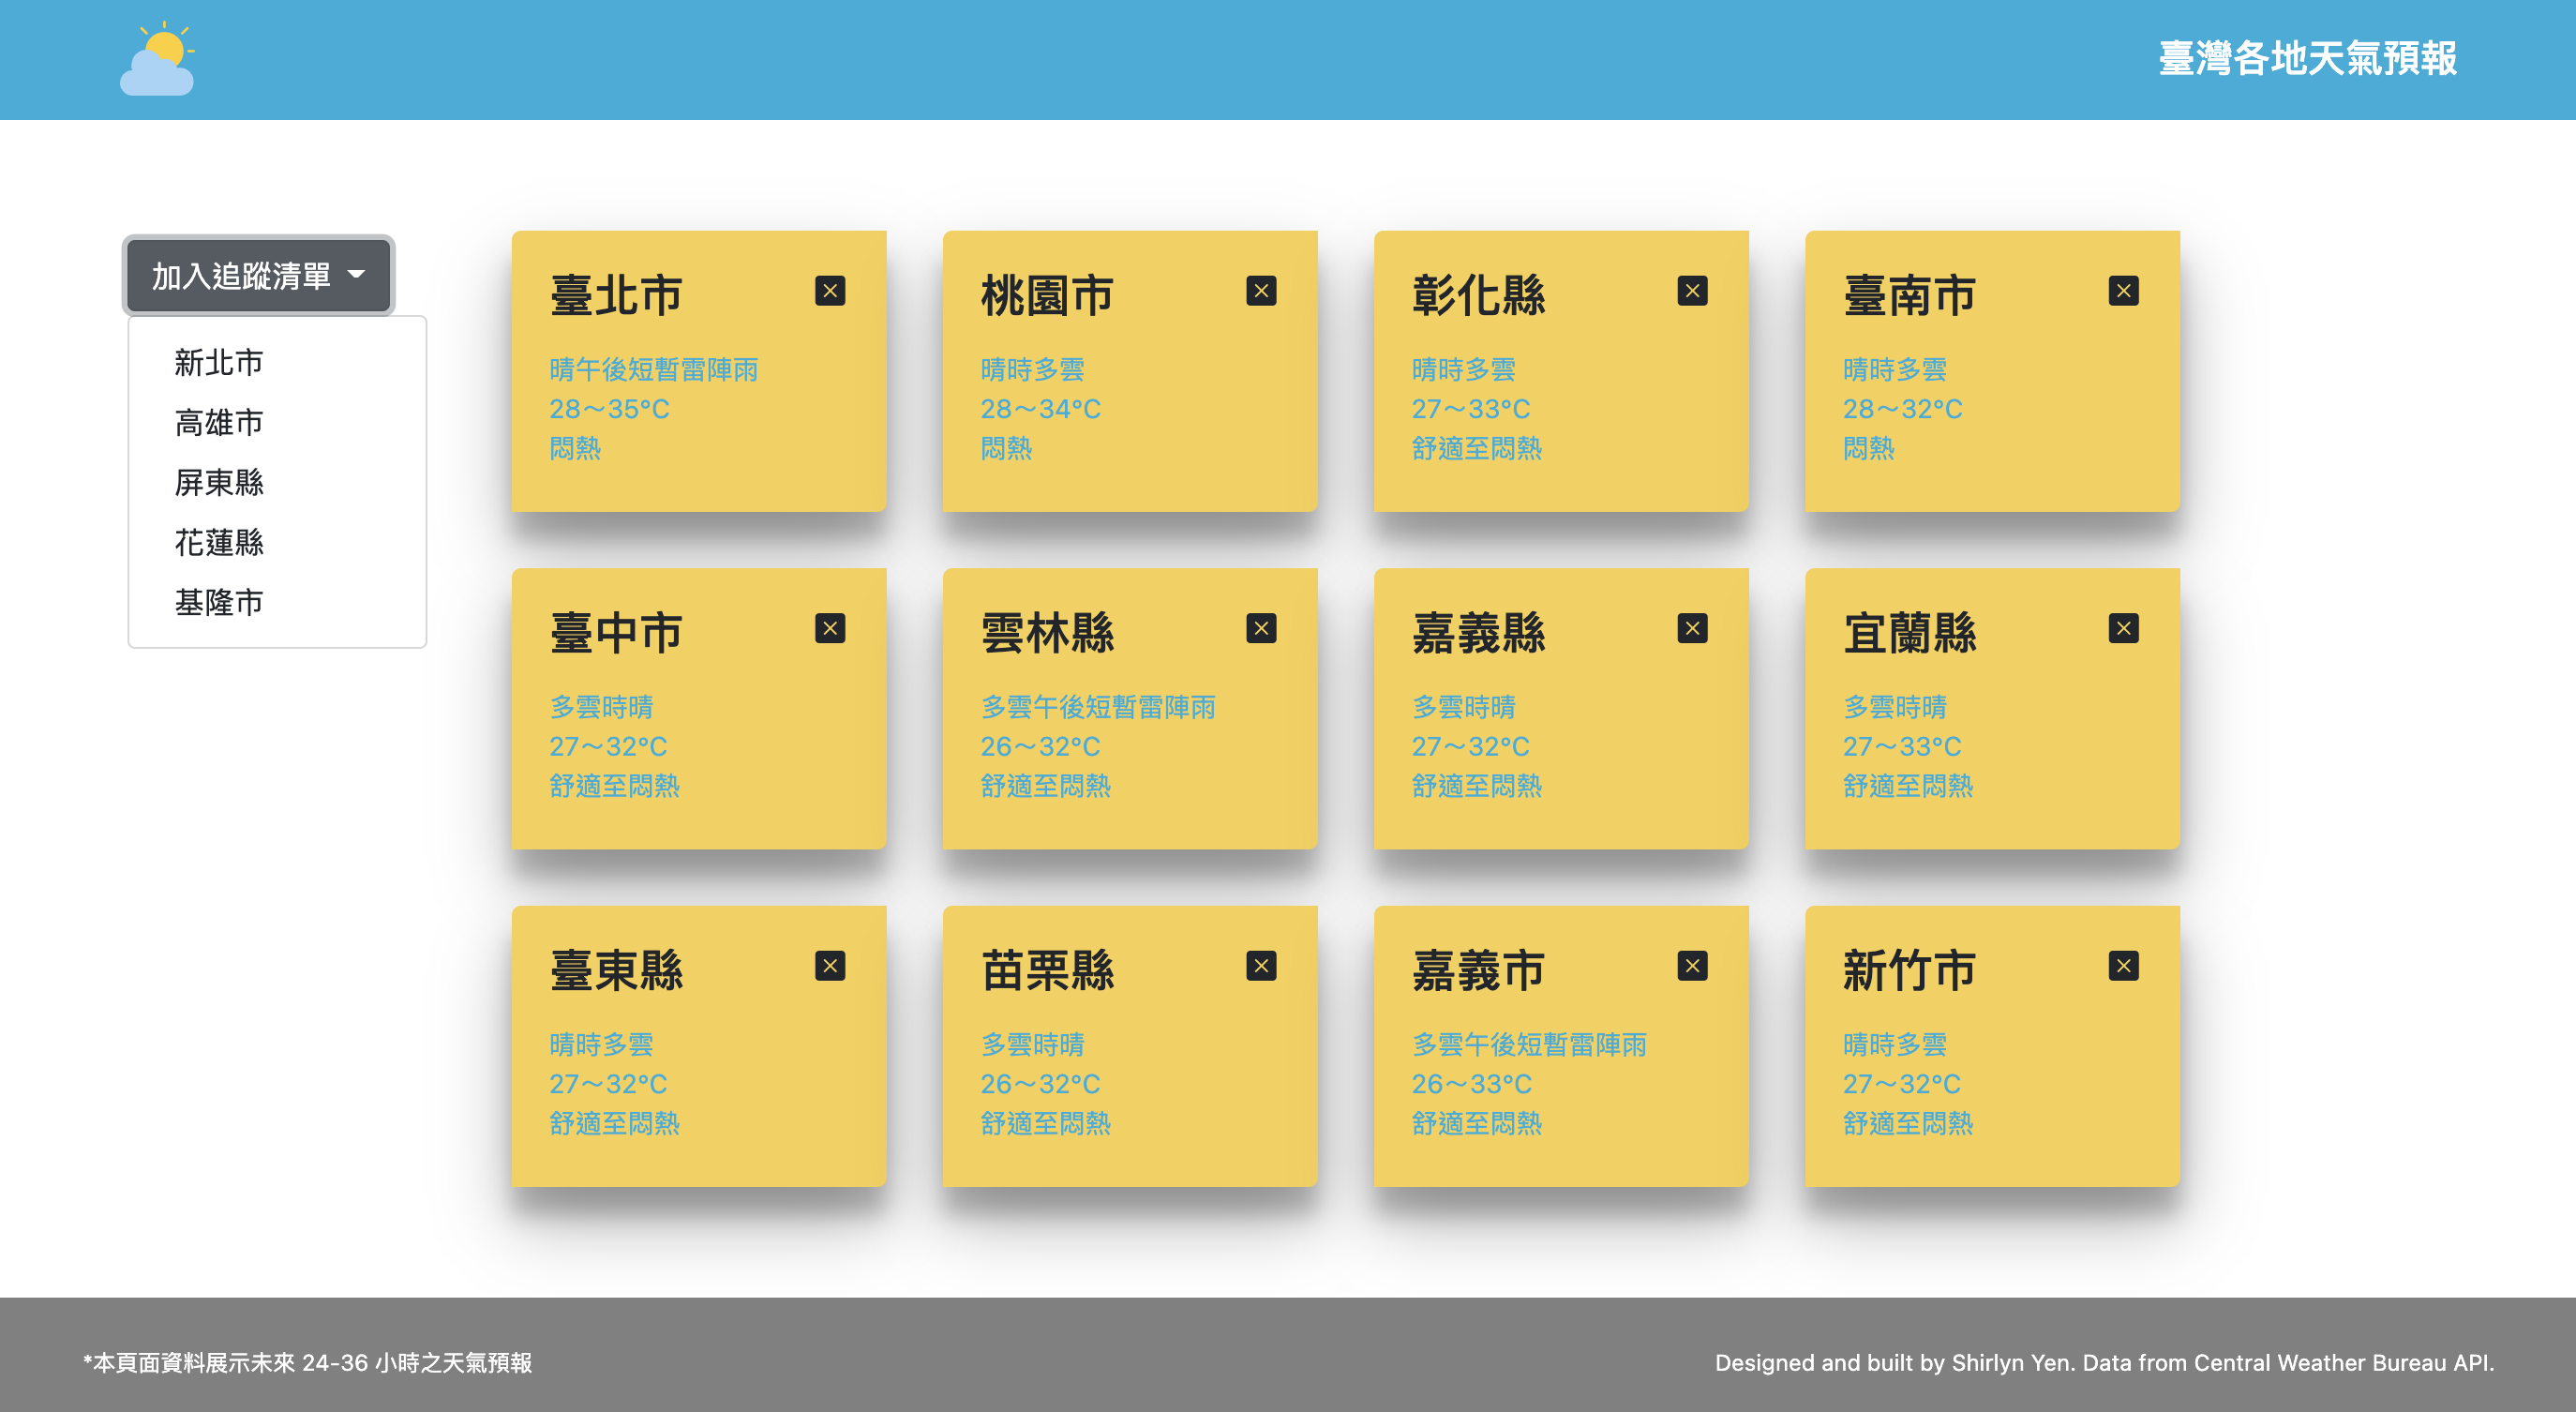 臺灣各地天氣預報
加入追蹤清單
新北市
高雄市
屏東縣
花蓮縣
基隆市
臺北市
晴午後短暫雷陣雨
28～35°C
悶熱
桃園市
晴時多雲
28～34°C
悶熱
彰化縣
晴時多雲
27～33°C
舒適至悶熱
臺南市
晴時多雲
28～32°C
悶熱
臺中市
多雲時晴
27～32°C
舒適至悶熱
雲林縣
多雲午後短暫雷陣雨
26～32°C
舒適至悶熱
嘉義縣
多雲時晴
27～32°C
舒適至悶熱
宜蘭縣
多雲時晴
27～33°C
舒適至悶熱
臺東縣
晴時多雲
27～32°C
舒適至悶熱
苗栗縣
多雲時晴
26～32°C
舒適至悶熱
嘉義市
多雲午後短暫雷陣雨
26～33°C
舒適至悶熱
新竹市
晴時多雲
27～32°C
舒適至悶熱
*本頁面資料展示未來 24-36 小時之天氣預報
Designed and built by Shirlyn Yen. Data from Central Weather Bureau API.